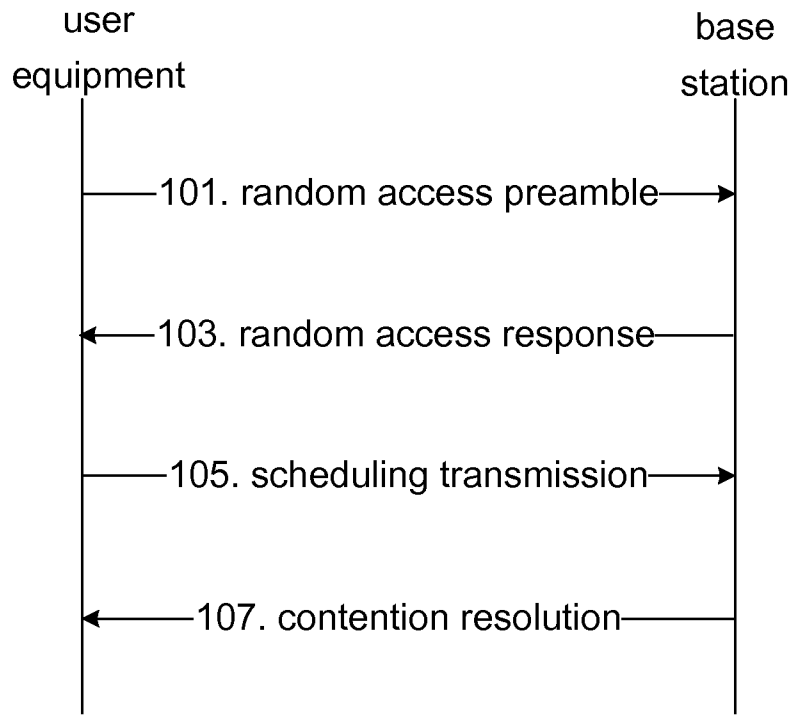 user
equipment
base
station
101. random access preamble
103. random access response
105. scheduling transmission
107. contention resolution